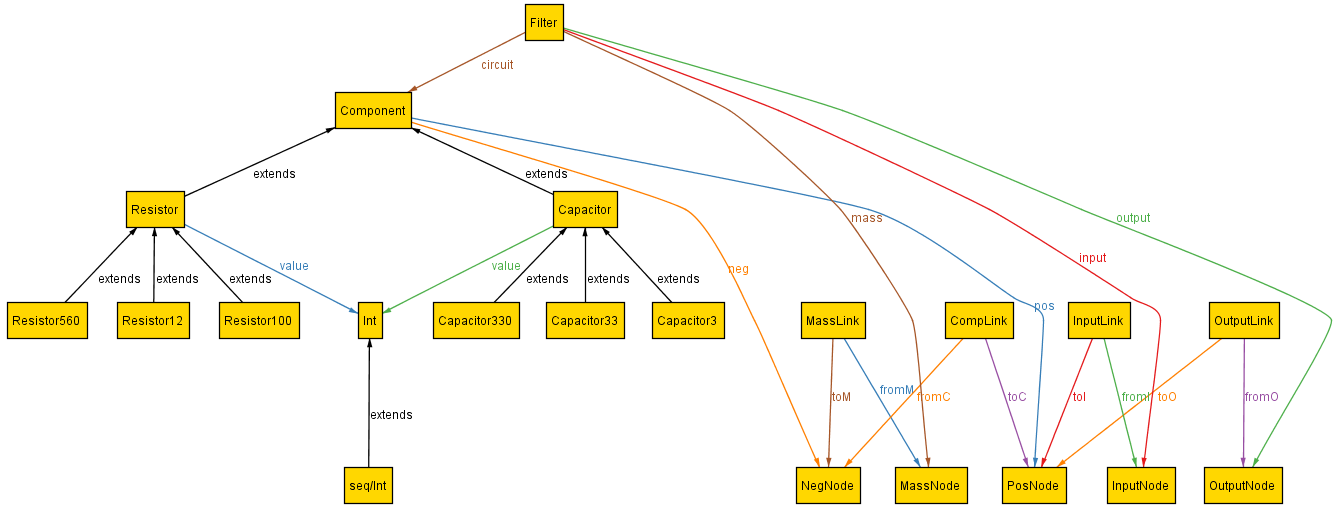 Filter
circuit
Component
extends
extends
Resistor
Capacitor
mass
output
value
value
neg
input
extends
extends
extends
extends
extends
extends
Resistor560
Resistor12
Resistor100
Int
Capacitor330
Capacitor33
Capacitor3
MassLink
CompLink
pos
InputLink
OutputLink
toM
fromM
fromC
toC
toI
fromI
toO
fromO
extends
seq/Int
NegNode
MassNode
PosNode
InputNode
OutputNode